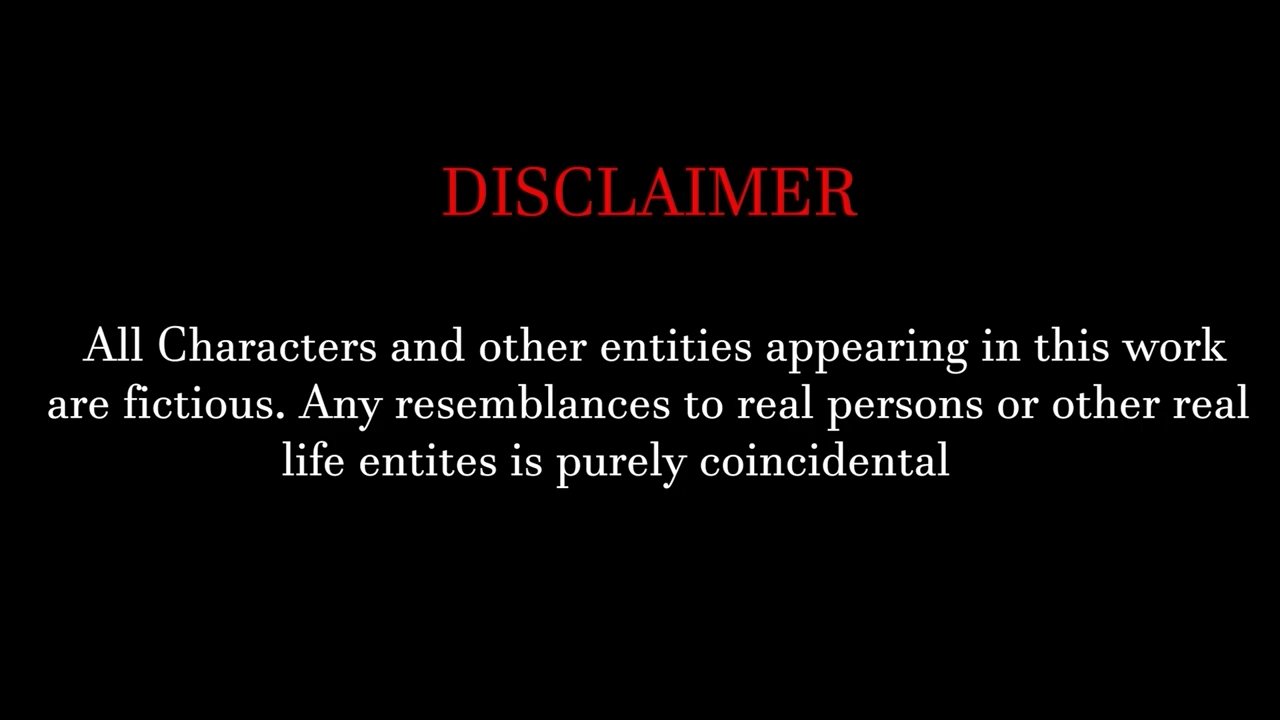 DISCLAIMER
All Characters and other entities appearing in this work
are fictious. Any resemblances to real persons or other real
life entites is purely coincidental